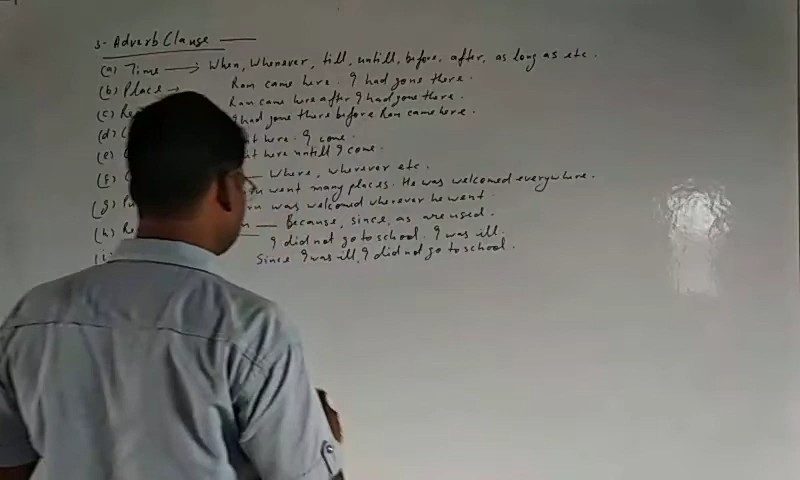 3- Adverb Clause —
(a) Time → When, Whenever, till, untill, before, after, as long as etc.
(b) Place → Ram came here. I had gone there.
(c) Ram came here after I had gone there.
(d) I had gone there before Ram came here.
(e) here. I come.
(f) here untill I come.
(g) — Where, wherever etc.
went many places. He was welcomed everywhere.
(h) was welcomed wherever he went.
(i) — Because, since, as are used.
I did not go to school. I was ill.
Since I was ill, I did not go to school.